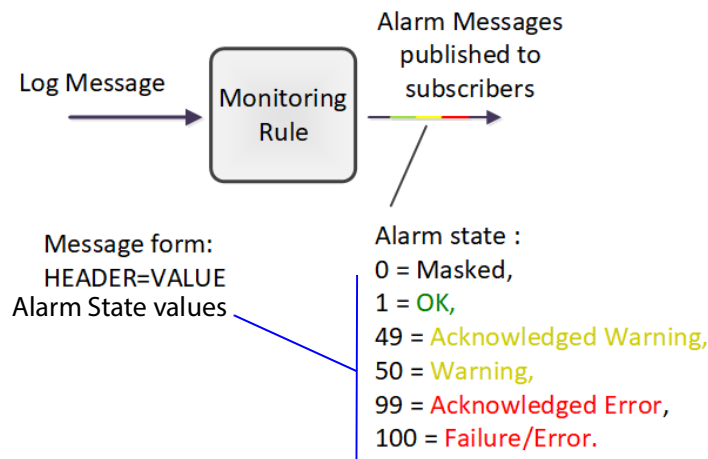 Alarm Messages
published to
subscribers
Log Message
Monitoring
Rule
Message form:
HEADER=VALUE
Alarm State values
Alarm state :
0 = Masked,
1 = OK,
49 = Acknowledged Warning,
50 = Warning,
99 = Acknowledged Error,
100 = Failure/Error.